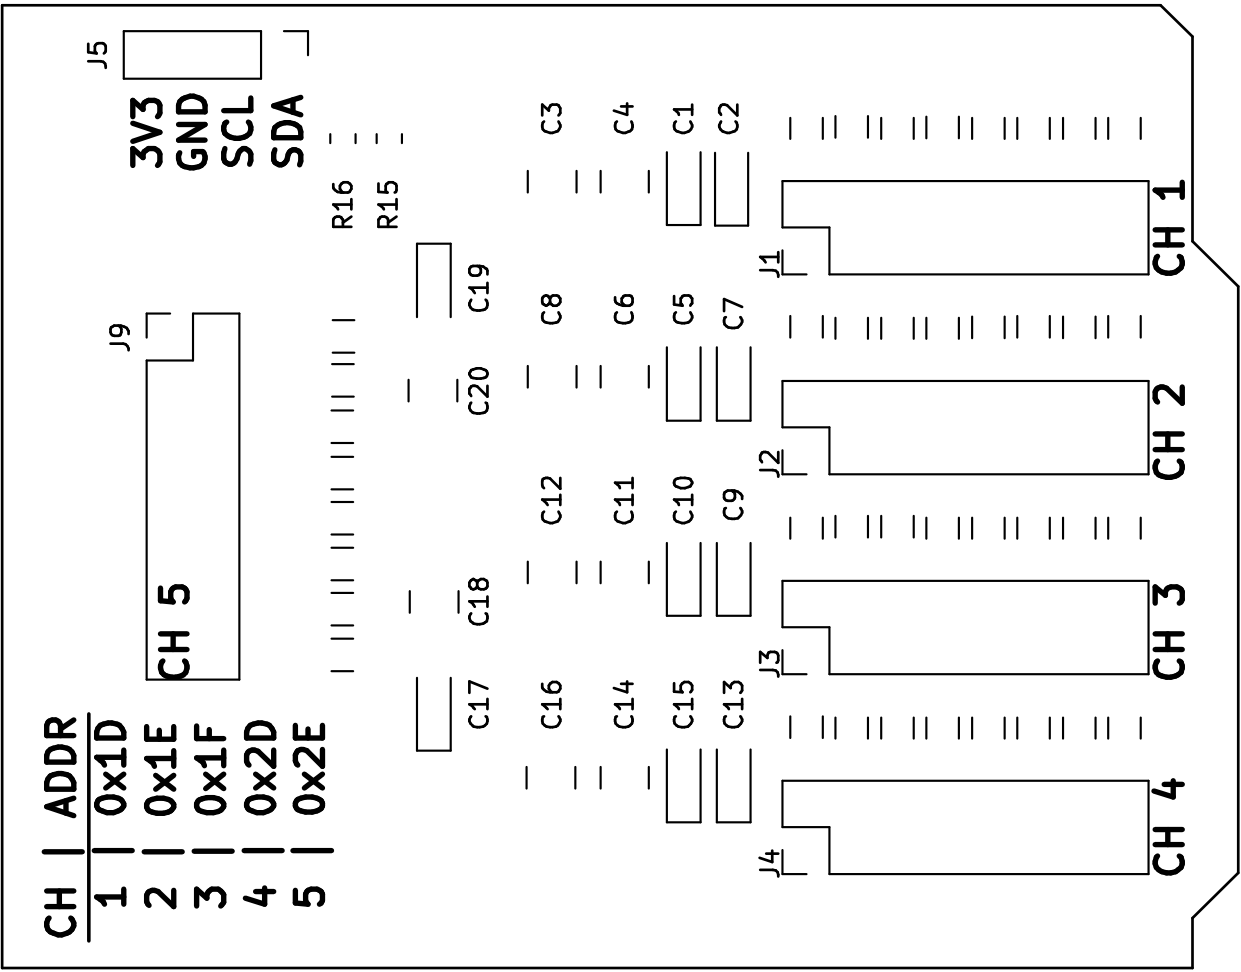 J5
3V3
GND
SCL
SDA
R16
R15
C3
C4
C1
C2
J1
CH 1
C19
C8
C6
C5
C7
J9
CH 5
C20
J2
CH 2
C12
C11
C10
C9
C18
J3
CH 3
C17
C16
C14
C15
C13
J4
CH 4
CH | ADDR
1 | 0x1D
2 | 0x1E
3 | 0x1F
4 | 0x2D
5 | 0x2E